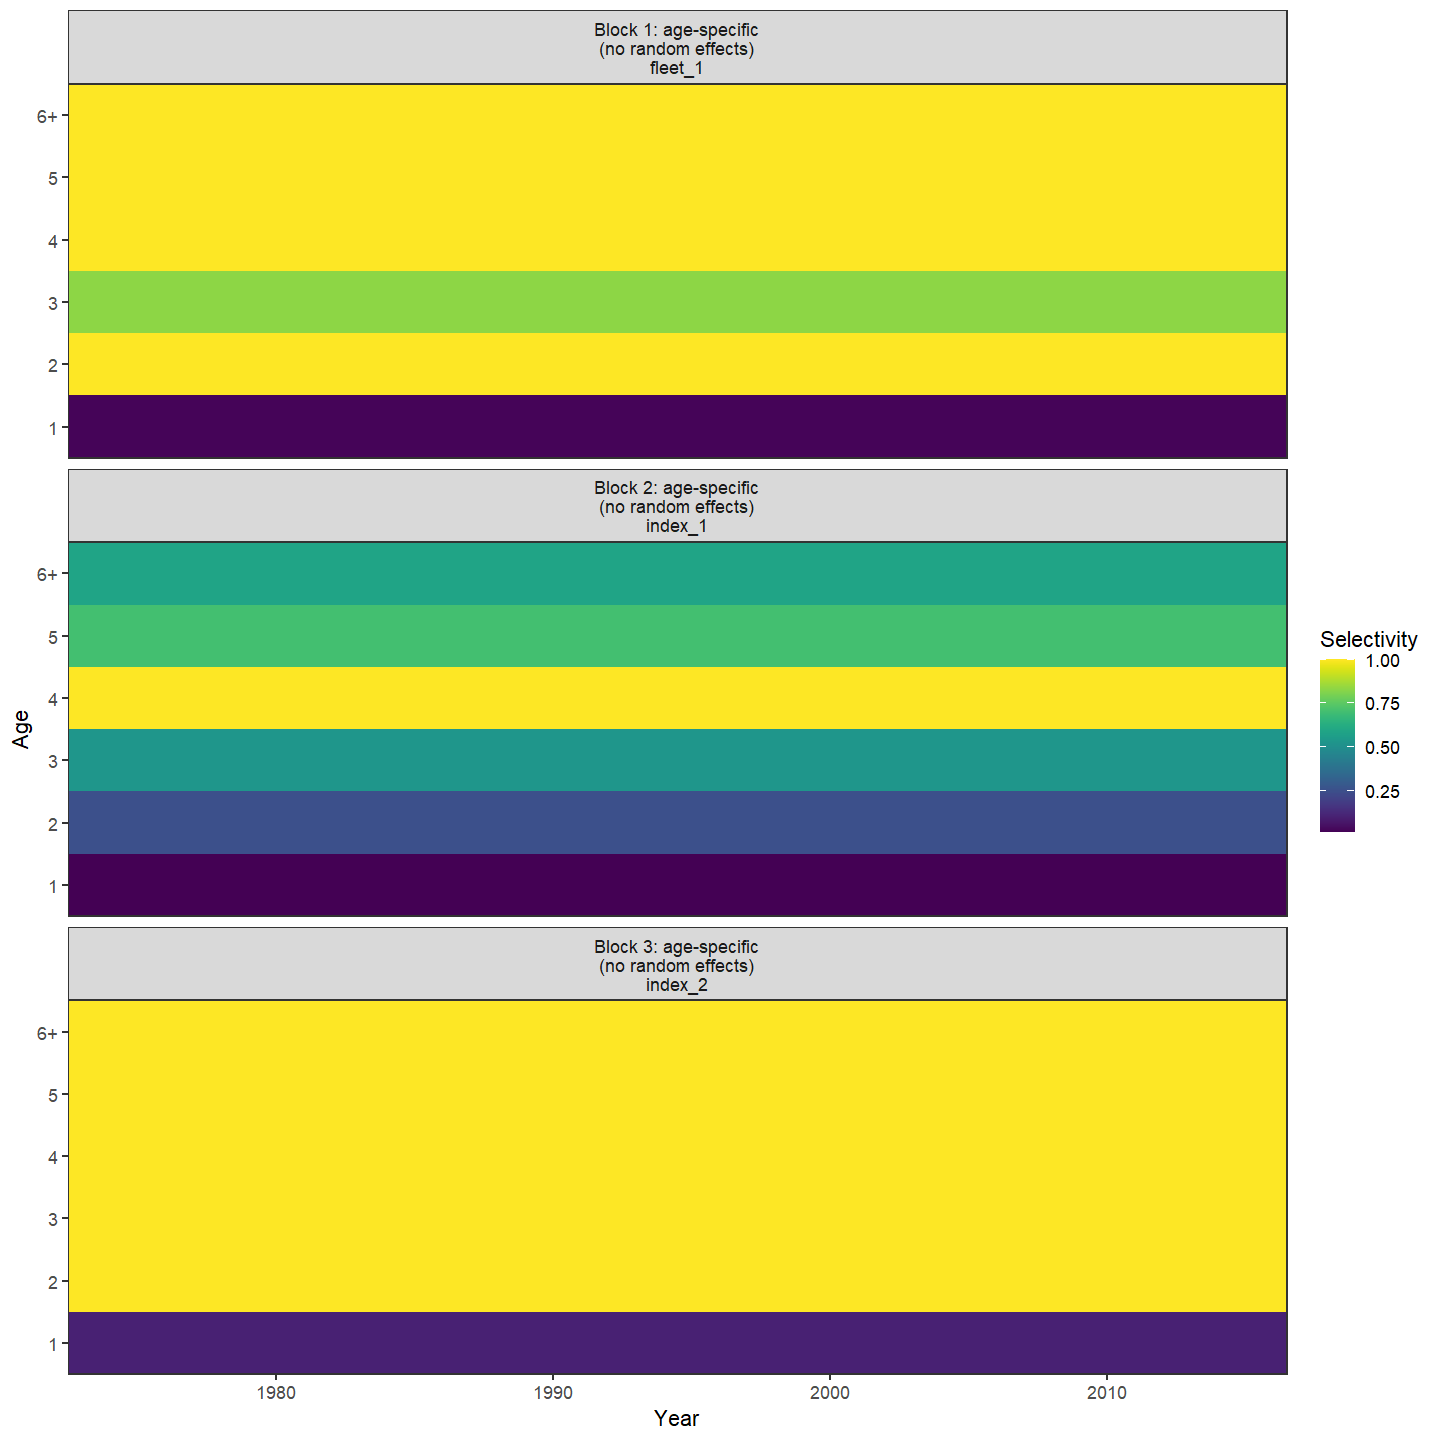 Block 1: age-specific
(no random effects)
fleet_1
6+
5
4
3
2
1
Block 2: age-specific
(no random effects)
index_1
6+
5
4
3
2
1
Block 3: age-specific
(no random effects)
index_2
6+
5
4
3
2
1
1980 1990 2000 2010
Year
Age
Selectivity
1.00
0.75
0.50
0.25